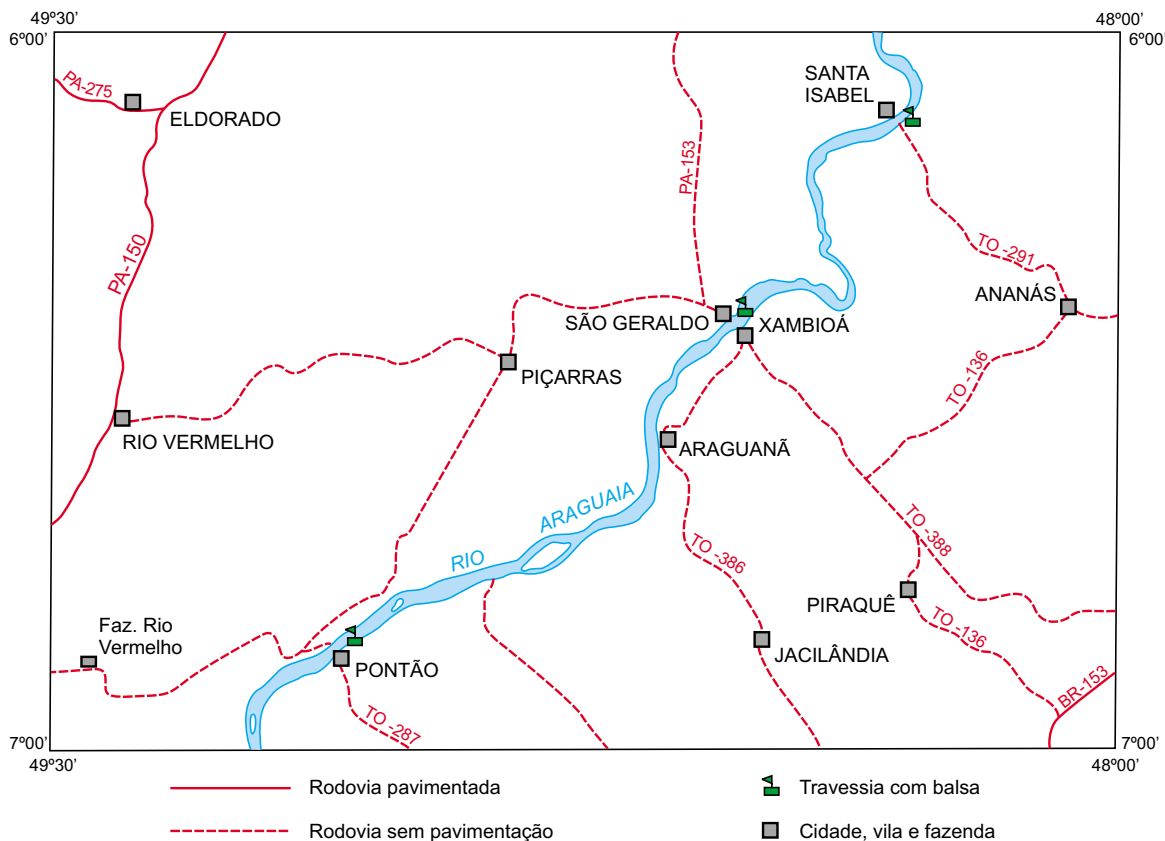 49º30’
48º00’
6º00’
6º00’
SANTA
ISABEL
PA-275
ELDORADO
PA-153
PA-150
TO -291
ANANÁS
SÃO GERALDO
XAMBIOÁ
PIÇARRAS
TO -136
RIO VERMELHO
ARAGUANÃ
RIO ARAGUAIA
TO -388
TO -386
PIRAQUÊ
Faz. Rio
Vermelho
TO -136
JACILÂNDIA
PONTÃO
BR-153
TO -287
7º00’
7º00’
49º30’
48º00’
Rodovia pavimentada
Travessia com balsa
Rodovia sem pavimentação
Cidade, vila e fazenda